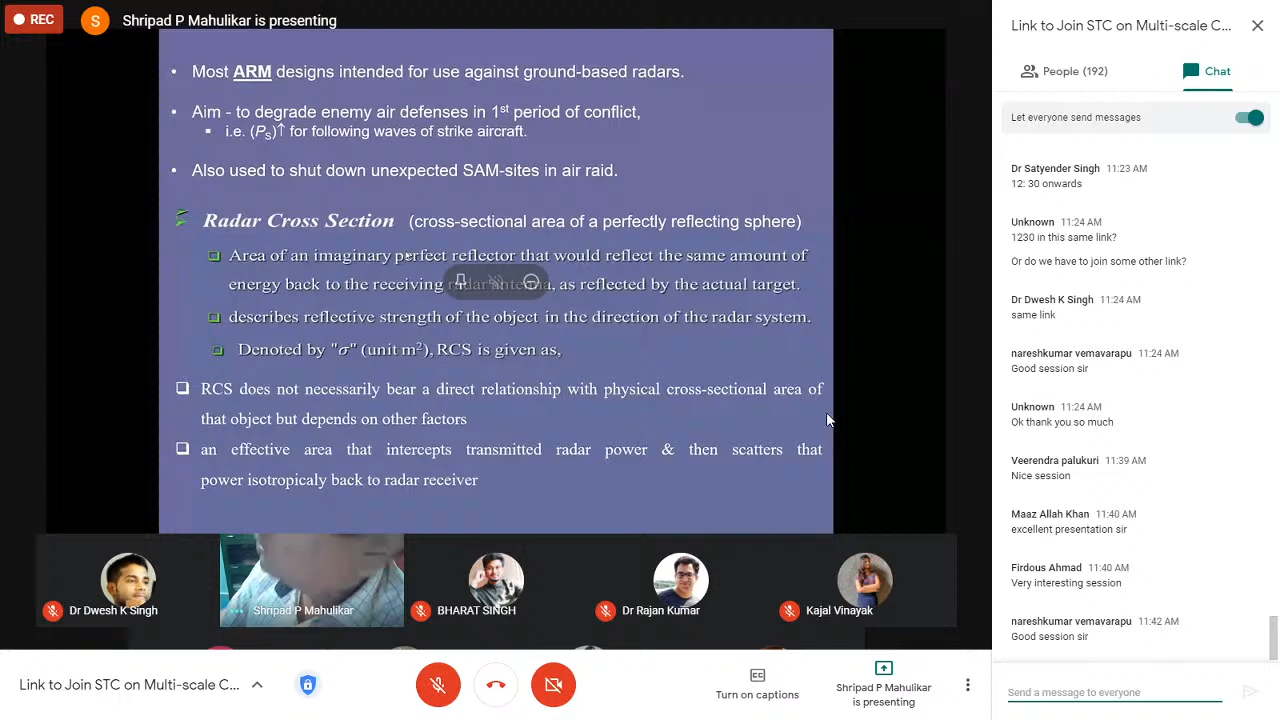 REC
S
Shripad P Mahulikar is presenting
• Most ARM designs intended for use against ground-based radars.
• Aim - to degrade enemy air defenses in 1st period of conflict,
▪ i.e. (PS)↑ for following waves of strike aircraft.
• Also used to shut down unexpected SAM-sites in air raid.
Radar Cross Section (cross-sectional area of a perfectly reflecting sphere)
❑ Area of an imaginary perfect reflector that would reflect the same amount of
energy back to the receiving radar antenna, as reflected by the actual target.
❑ describes reflective strength of the object in the direction of the radar system.
❑ Denoted by "σ" (unit m²), RCS is given as,
❑ RCS does not necessarily bear a direct relationship with physical cross-sectional area of
that object but depends on other factors
❑ an effective area that intercepts transmitted radar power & then scatters that
power isotropicaly back to radar receiver
Dr Dwesh K Singh
Shripad P Mahulikar
BHARAT SINGH
Dr Rajan Kumar
Kajal Vinayak
Link to Join STC on Multi-scale C...
Turn on captions
Shripad P Mahulikar
is presenting
Link to Join STC on Multi-scale C...
People (192)
Chat
Let everyone send messages
Dr Satyender Singh 11:23 AM
12: 30 onwards
Unknown 11:24 AM
1230 in this same link?
Or do we have to join some other link?
Dr Dwesh K Singh 11:24 AM
same link
nareshkumar vemavarapu 11:24 AM
Good session sir
Unknown 11:24 AM
Ok thank you so much
Veerendra palukuri 11:39 AM
Nice session
Maaz Allah Khan 11:40 AM
excellent presentation sir
Firdous Ahmad 11:40 AM
Very interesting session
nareshkumar vemavarapu 11:42 AM
Good session sir
Send a message to everyone